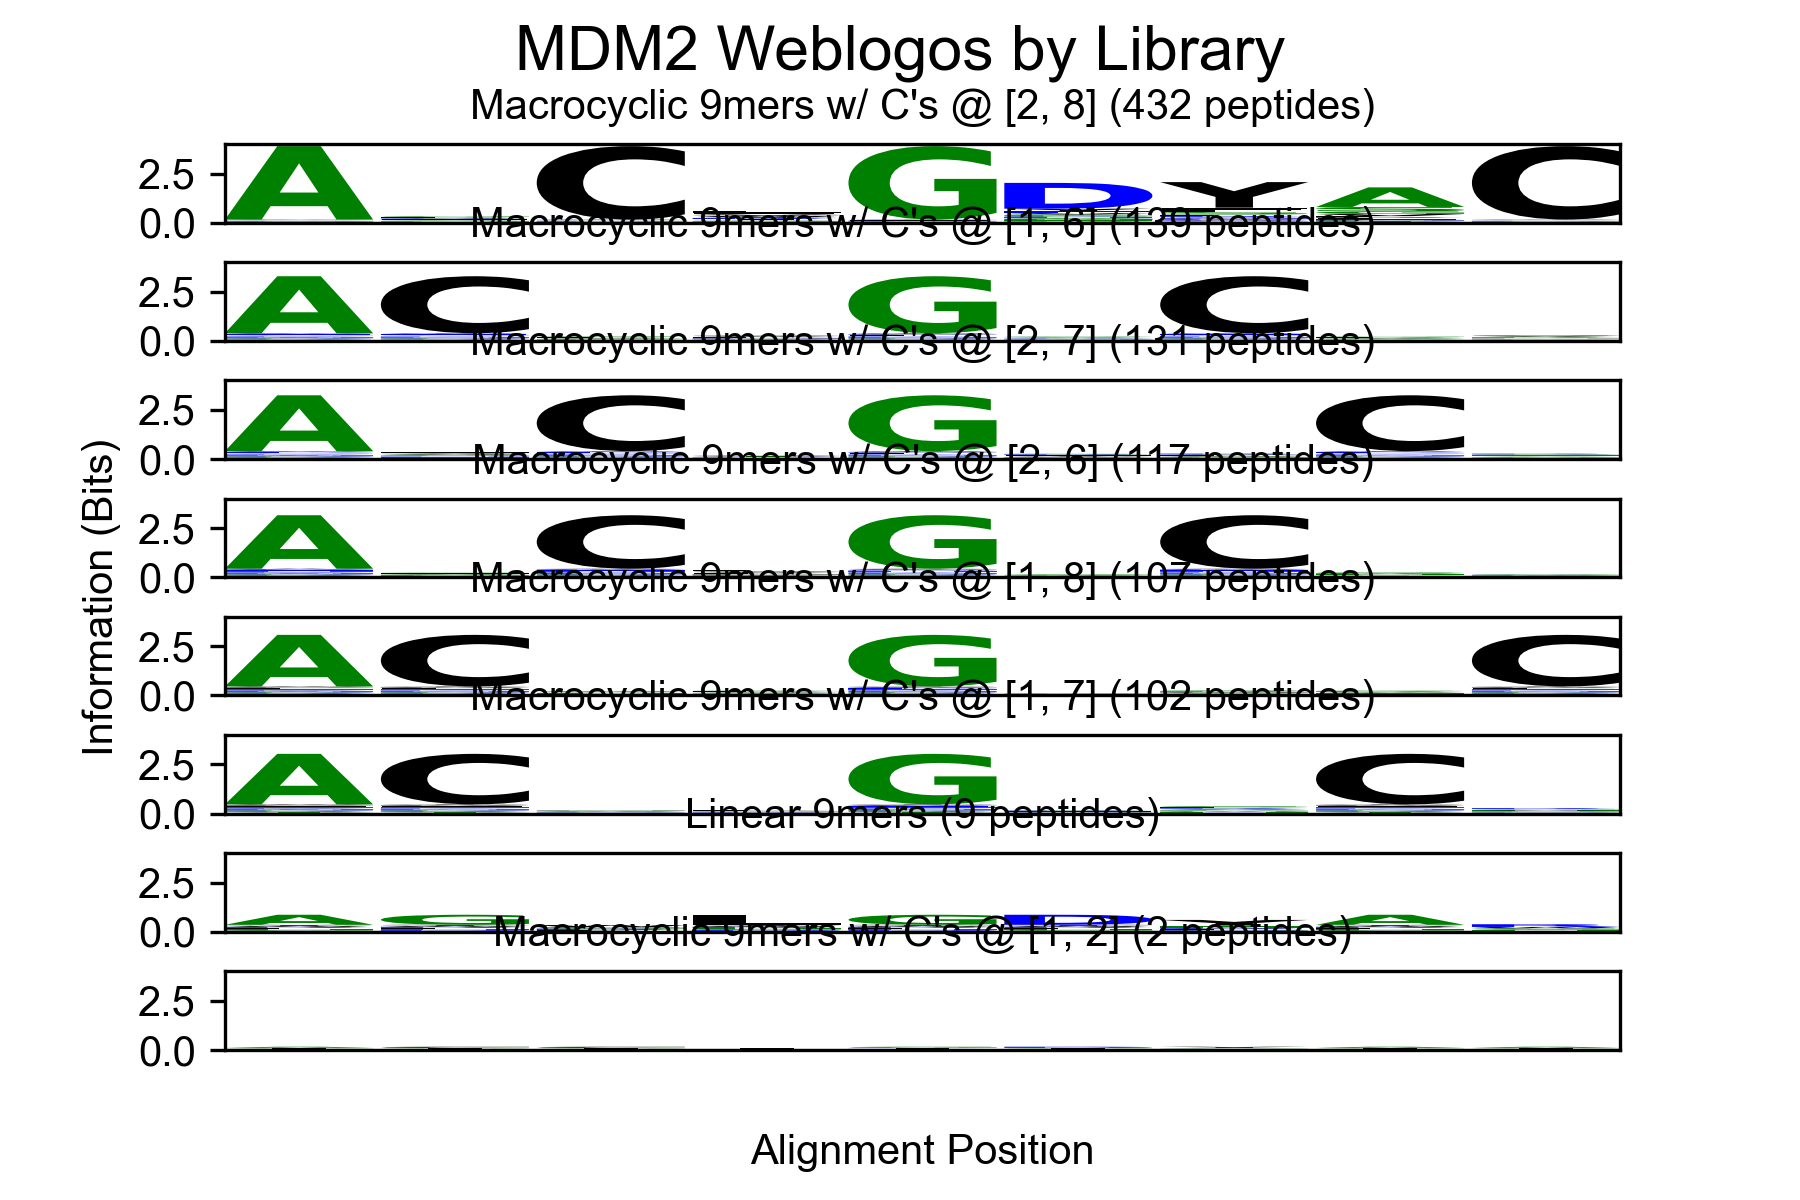 MDM2 Weblogos by Library
Macrocyclic 9mers w/ C's @ [2, 8] (432 peptides)
2.5
0.0
A C G D Y A C
Macrocyclic 9mers w/ C's @ [1, 6] (139 peptides)
2.5
0.0
A C G C
Macrocyclic 9mers w/ C's @ [2, 7] (131 peptides)
2.5
0.0
A C G C
Macrocyclic 9mers w/ C's @ [2, 6] (117 peptides)
2.5
0.0
A C G C
Macrocyclic 9mers w/ C's @ [1, 8] (107 peptides)
2.5
0.0
A C G C
Macrocyclic 9mers w/ C's @ [1, 7] (102 peptides)
2.5
0.0
A C G C
Linear 9mers (9 peptides)
2.5
0.0
A G G D A
Macrocyclic 9mers w/ C's @ [1, 2] (2 peptides)
2.5
0.0
Information (Bits)
Alignment Position